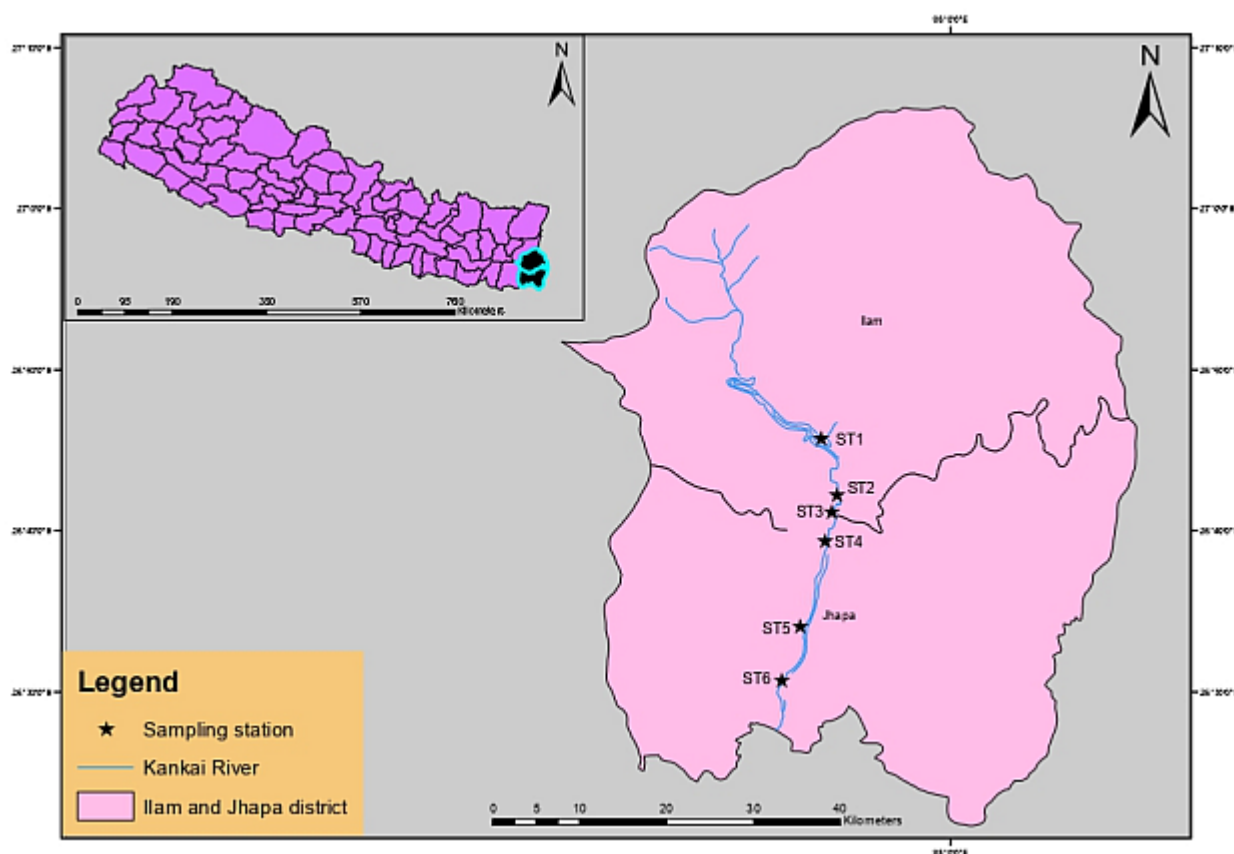 N
N
0 95 190 380 570 760
Kilometers
Ilam
ST1
ST2
ST3
ST4
Jhapa
ST5
ST6
Legend
Sampling station
Kankai River
Ilam and Jhapa district
0 5 10 20 30 40
Kilometers